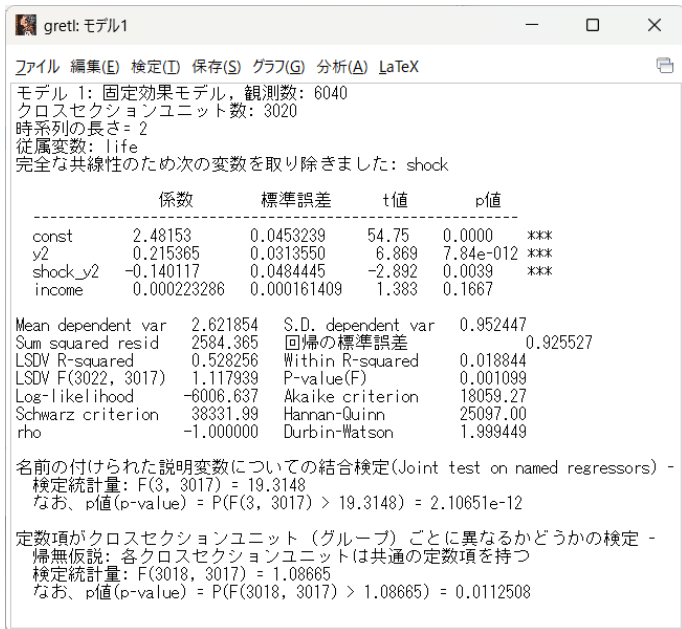 gretl: モデル1
ファイル 編集(E) 検定(T) 保存(S) グラフ(G) 分析(A) LaTeX
モデル 1: 固定効果モデル, 観測数: 6040
クロスセクションユニット数: 3020
時系列の長さ= 2
従属変数: life
完全な共線性のため次の変数を取り除きました: shock
係数 標準誤差 t値 p値
const 2.48153 0.0453239 54.75 0.0000 ***
y2 0.215365 0.0313550 6.869 7.84e-012 ***
shock_y2 -0.140117 0.0484445 -2.892 0.0039 ***
income 0.000223286 0.000161409 1.383 0.1667
Mean dependent var 2.621854 S.D. dependent var 0.952447
Sum squared resid 2584.365 回帰の標準誤差 0.925527
LSDV R-squared 0.528256 Within R-squared 0.018844
LSDV F(3022, 3017) 1.117939 P-value(F) 0.001099
Log-likelihood -6006.637 Akaike criterion 18059.27
Schwarz criterion 38331.99 Hannan-Quinn 25097.00
rho -1.000000 Durbin-Watson 1.999449
名前の付けられた説明変数についての結合検定(Joint test on named regressors) -
検定統計量: F(3, 3017) = 19.3148
なお、p値(p-value) = P(F(3, 3017) > 19.3148) = 2.10651e-12
定数項がクロスセクションユニット (グループ) ごとに異なるかどうかの検定 -
帰無仮説: 各クロスセクションユニットは共通の定数項を持つ
検定統計量: F(3018, 3017) = 1.08665
なお、p値(p-value) = P(F(3018, 3017) > 1.08665) = 0.0112508